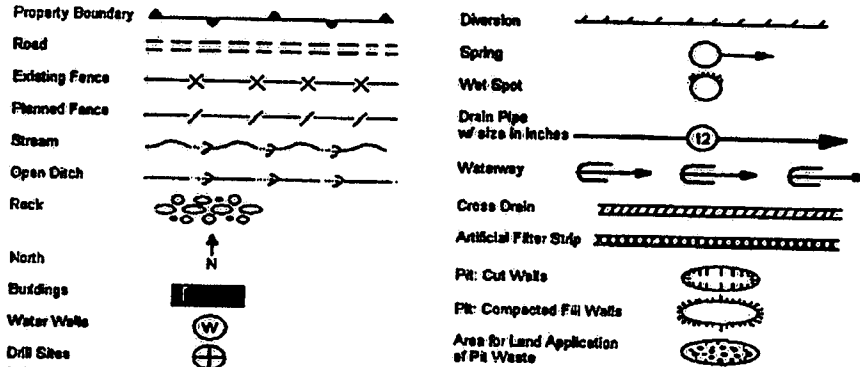 Property Boundary
Road
Existing Fence
Planned Fence
Stream
Open Ditch
Rock
North
N
Buildings
Water Wells
W
Drill Sites
Diversion
Spring
Wet Spot
Drain Pipe
w/ size in inches
12
Waterway
Cross Drain
Artificial Filter Strip
Pit: Cut Walls
Pit: Compacted Fill Walls
Area for Land Application
of Pit Waste